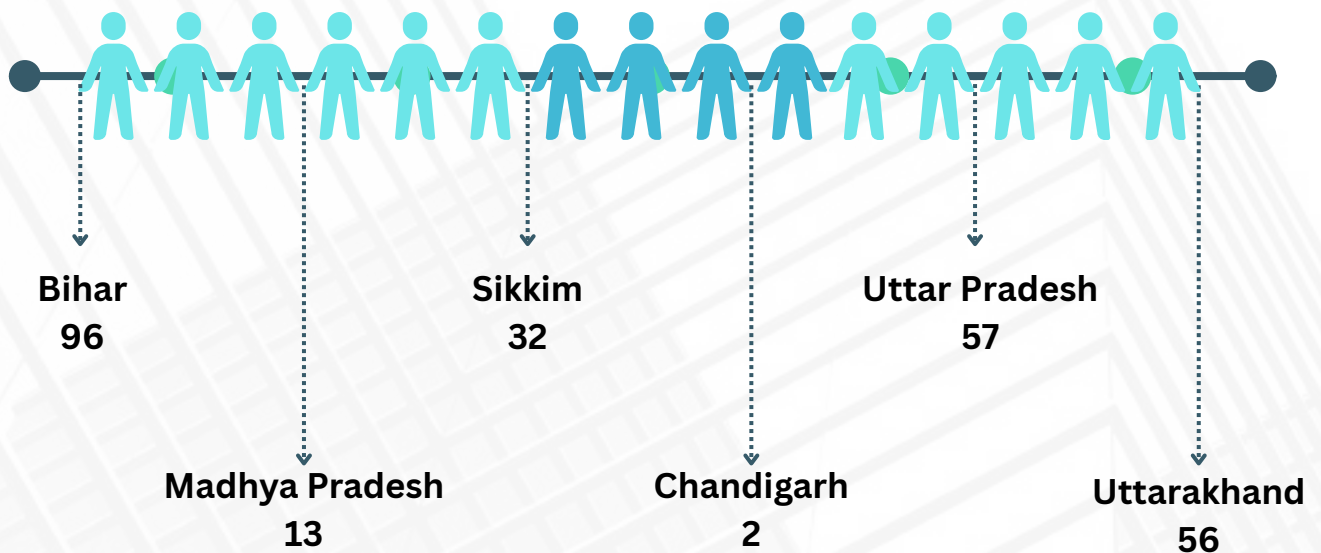 Bihar
96
Madhya Pradesh
13
Sikkim
32
Chandigarh
2
Uttar Pradesh
57
Uttarakhand
56